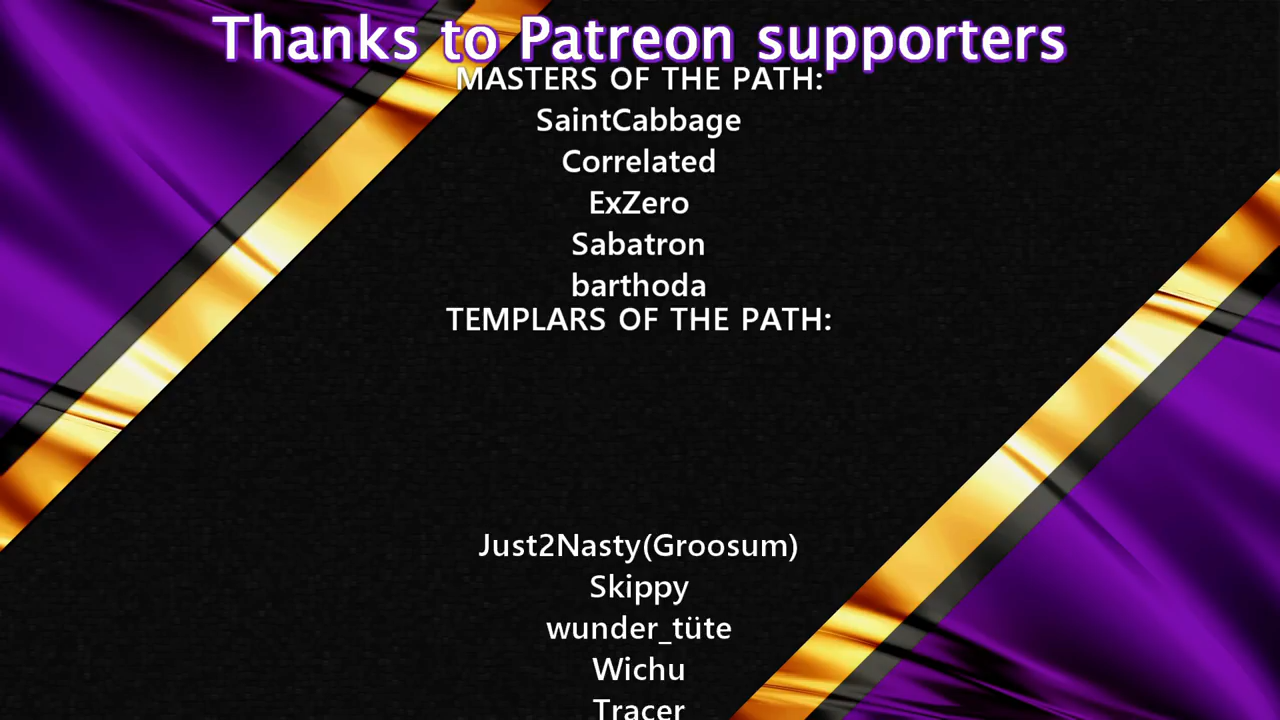 Thanks to Patreon supporters
MASTERS OF THE PATH:
SaintCabbage
Correlated
ExZero
Sabatron
barthoda
TEMPLARS OF THE PATH:
Just2Nasty(Groosum)
Skippy
wunder_tüte
Wichu
Tracer